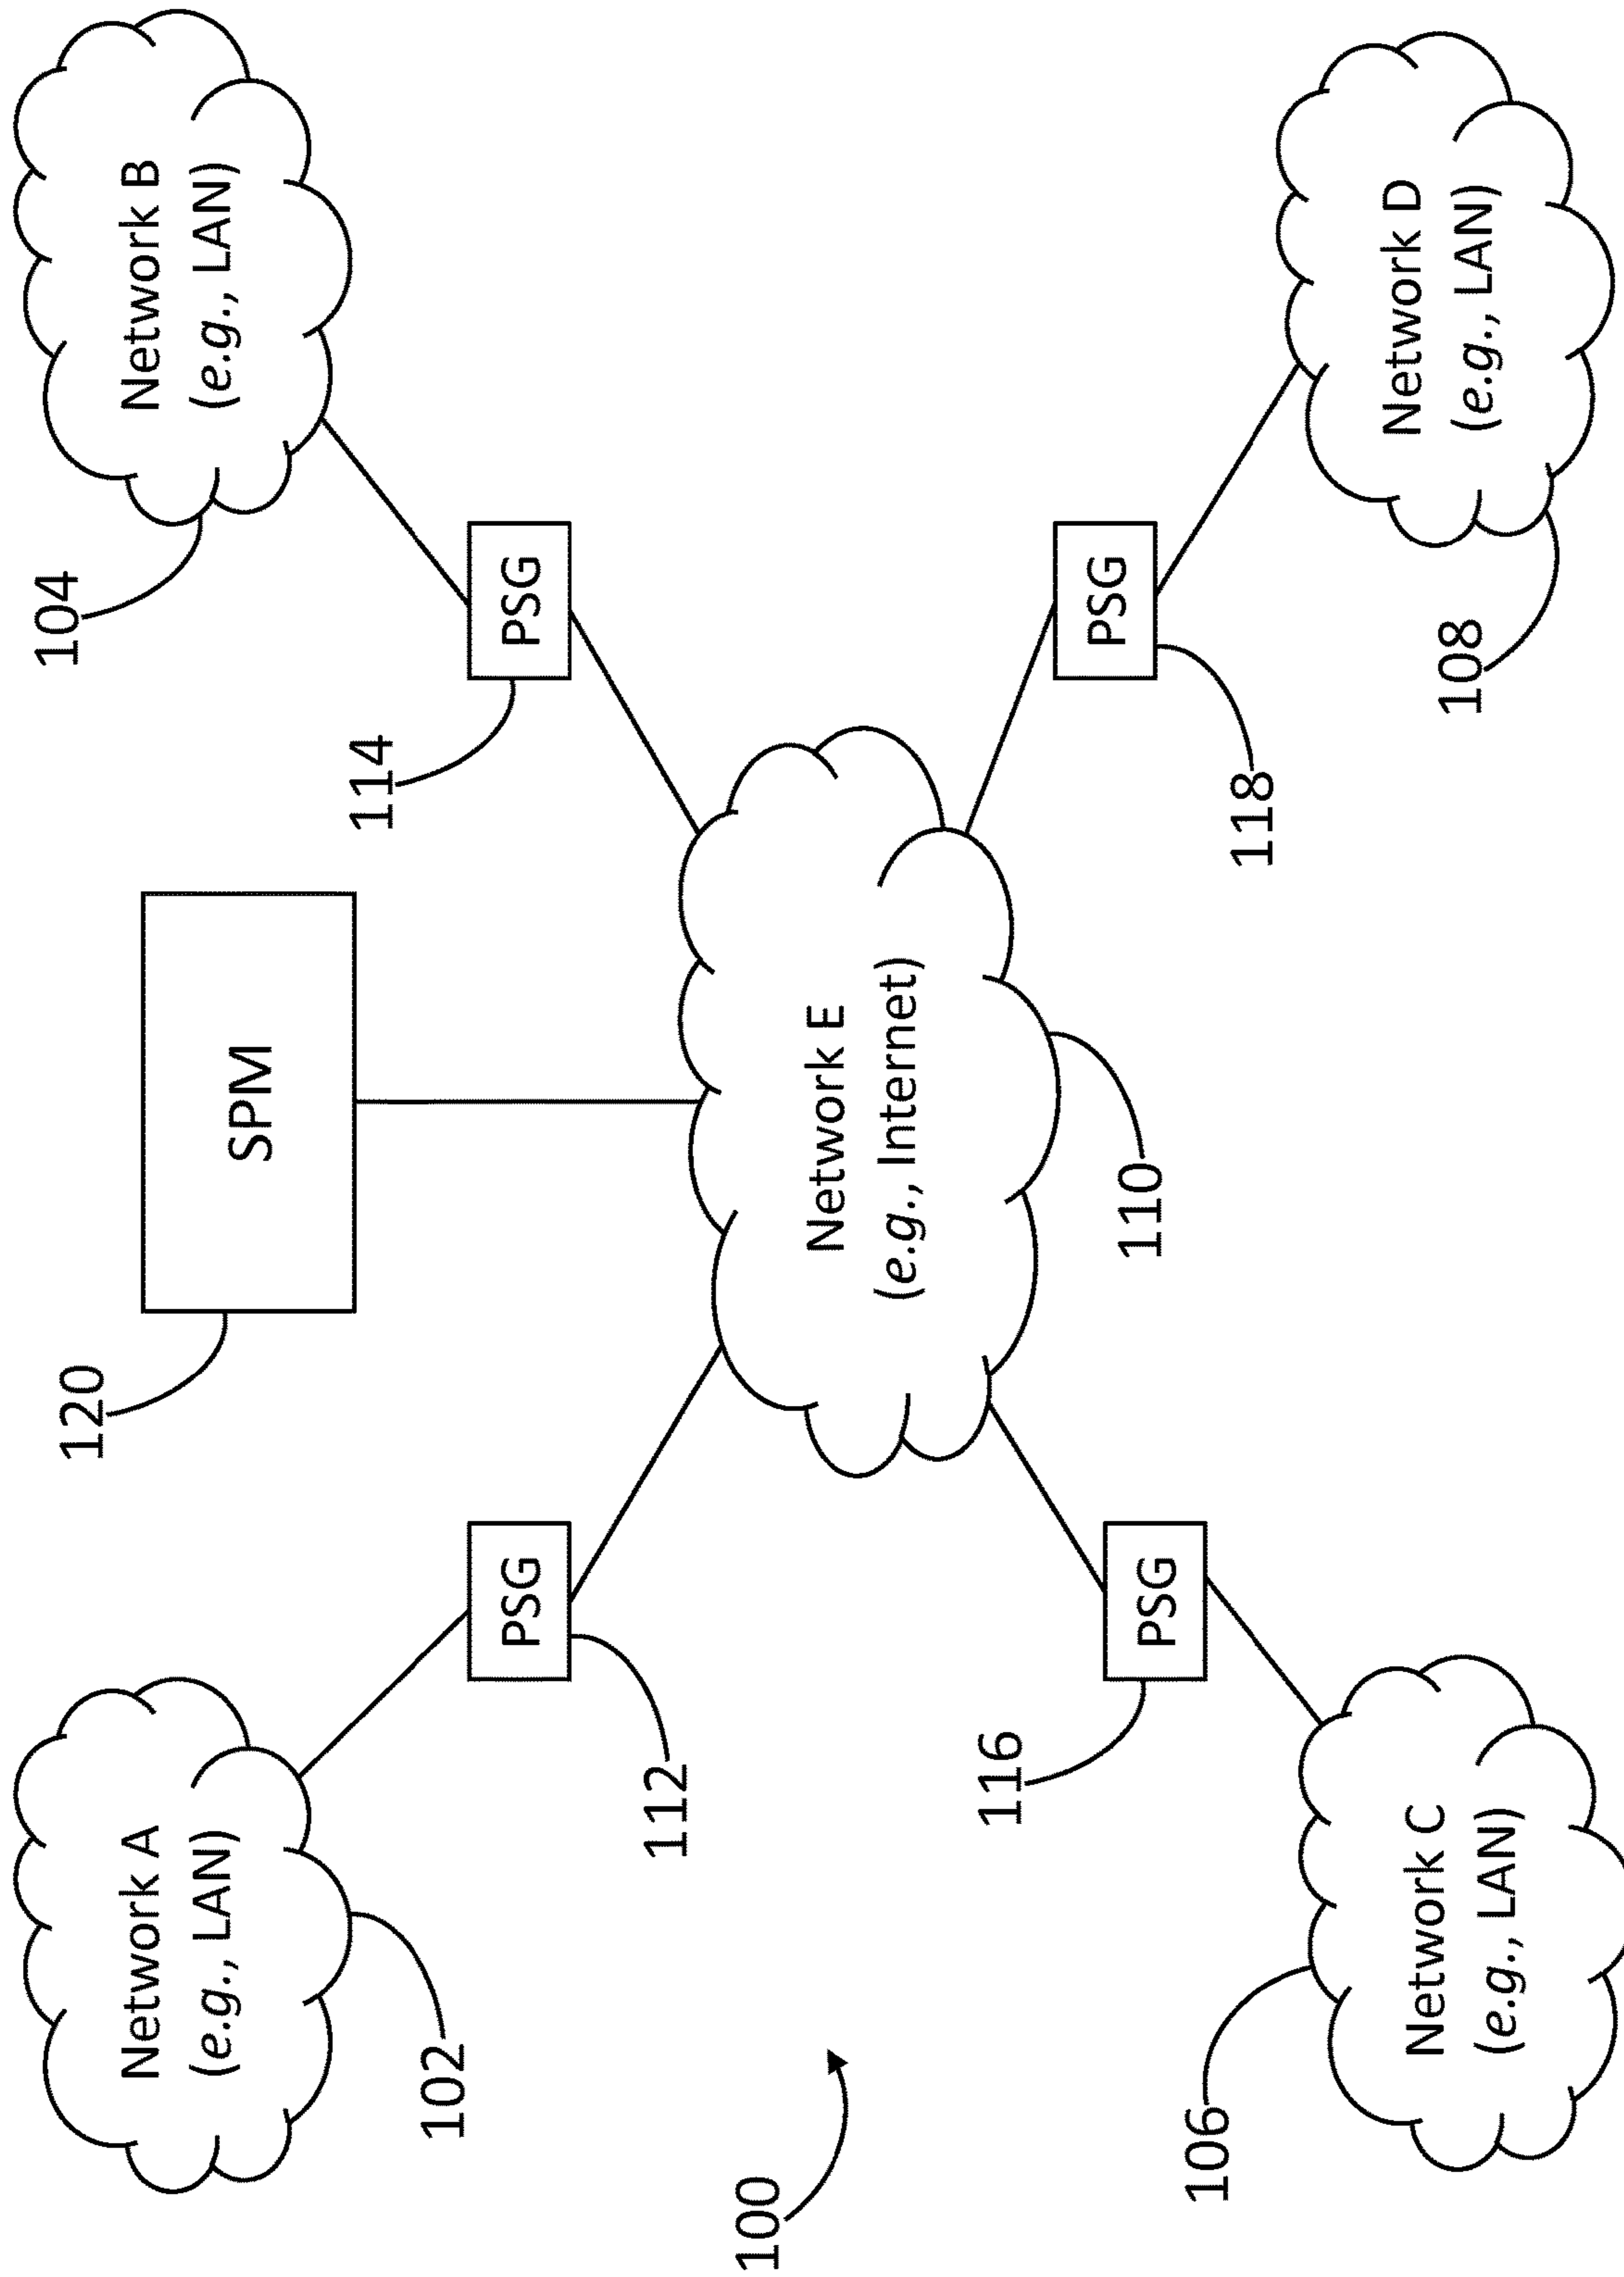 120
104
SPM
Network A
(e.g., LAN)
Network B
(e.g., LAN)
114
PSG
PSG
102
112
Network E
(e.g., Internet)
100
116
110
118
PSG
PSG
106
108
Network C
(e.g., LAN)
Network D
(e.g., LAN)